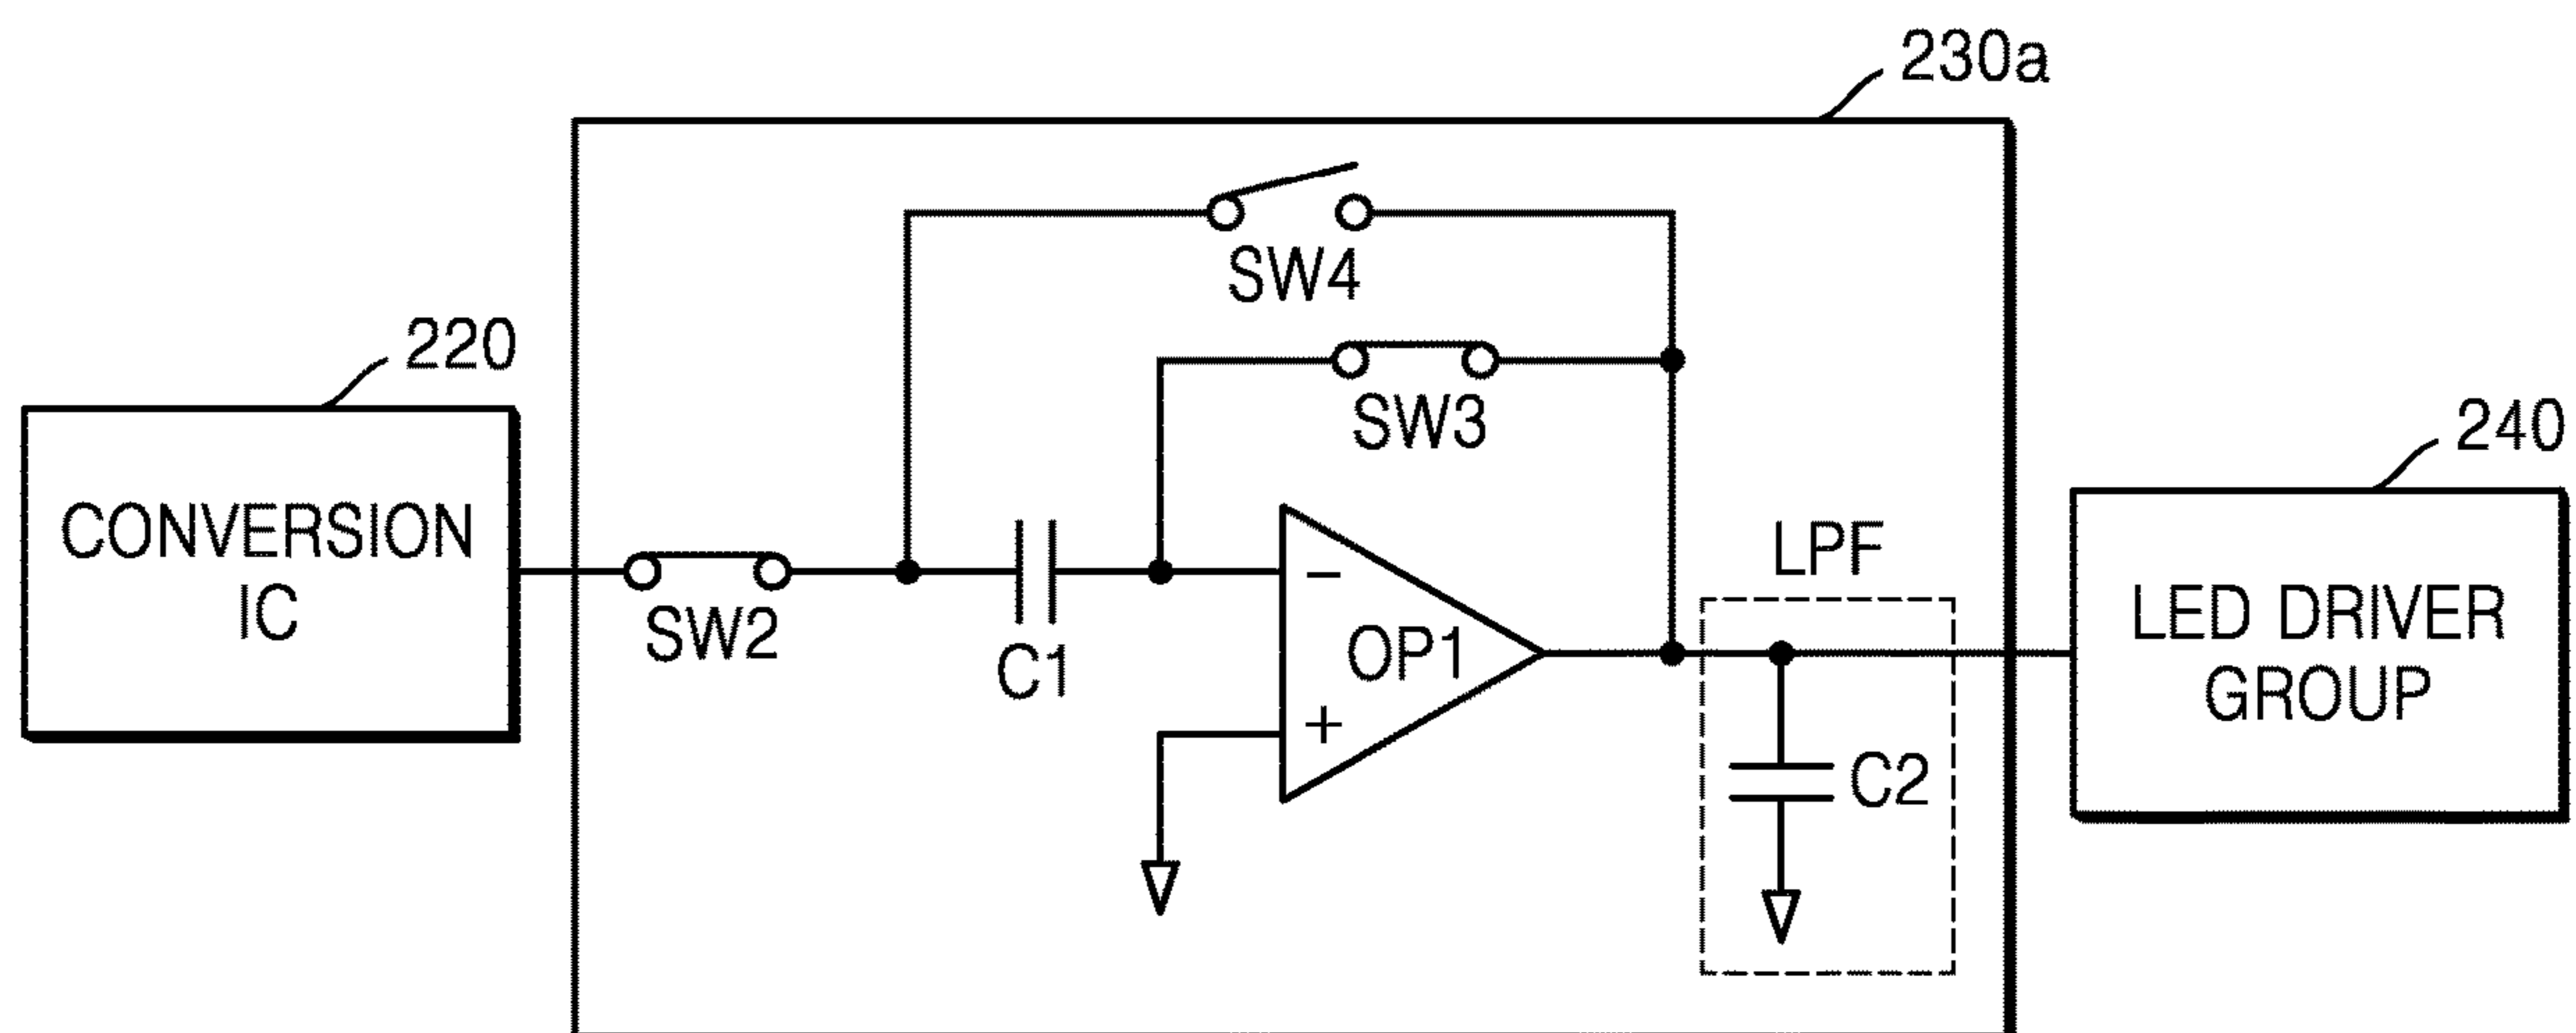 230a
SW4
220
SW3
240
CONVERSION
IC
SW2
C1
−
OP1
+
LPF
C2
LED DRIVER
GROUP